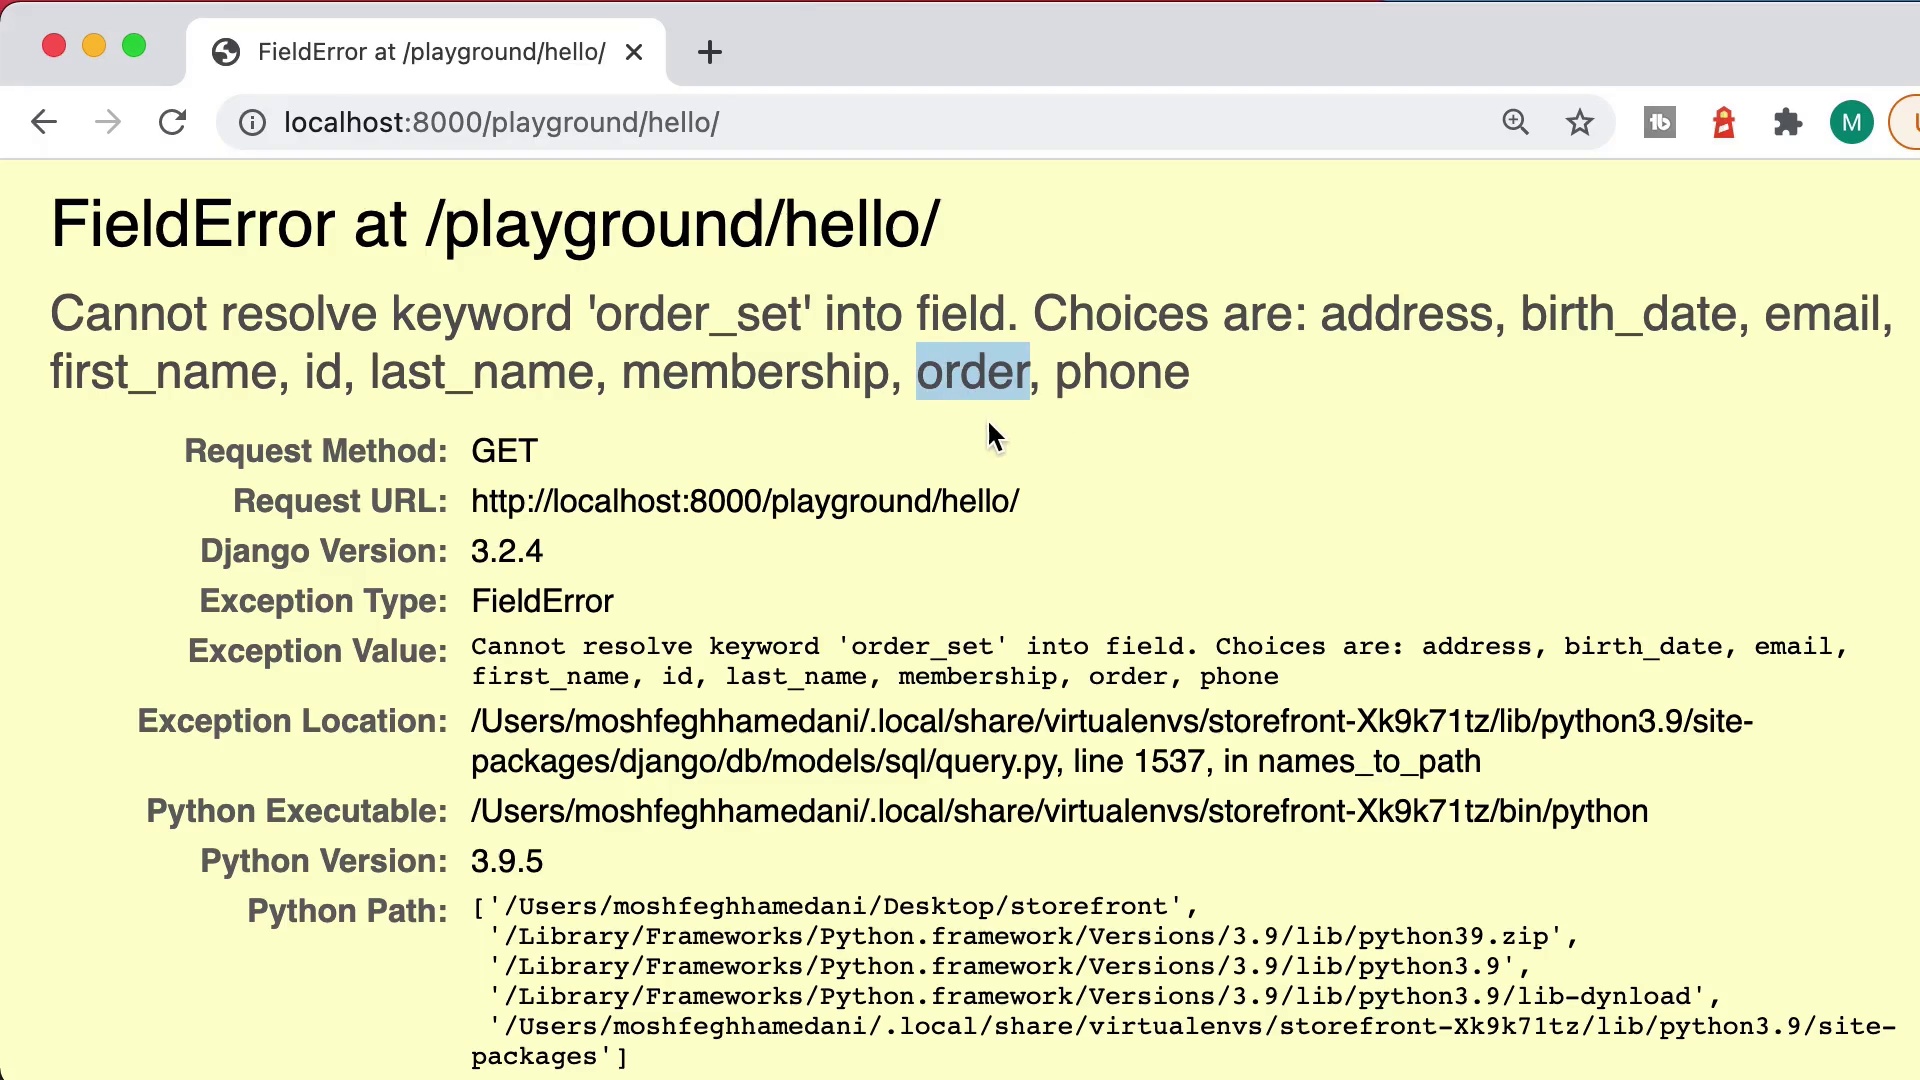 FieldError at /playground/hello/
localhost:8000/playground/hello/
M
FieldError at /playground/hello/
Cannot resolve keyword 'order_set' into field. Choices are: address, birth_date, email,
first_name, id, last_name, membership, order, phone
Request Method: GET
Request URL: http://localhost:8000/playground/hello/
Django Version: 3.2.4
Exception Type: FieldError
Exception Value: Cannot resolve keyword 'order_set' into field. Choices are: address, birth_date, email,
first_name, id, last_name, membership, order, phone
Exception Location: /Users/moshfeghhamedani/.local/share/virtualenvs/storefront-Xk9k71tz/lib/python3.9/site-
packages/django/db/models/sql/query.py, line 1537, in names_to_path
Python Executable: /Users/moshfeghhamedani/.local/share/virtualenvs/storefront-Xk9k71tz/bin/python
Python Version: 3.9.5
Python Path: ['/Users/moshfeghhamedani/Desktop/storefront',
'/Library/Frameworks/Python.framework/Versions/3.9/lib/python39.zip',
'/Library/Frameworks/Python.framework/Versions/3.9/lib/python3.9',
'/Library/Frameworks/Python.framework/Versions/3.9/lib/python3.9/lib-dynload',
'/Users/moshfeghhamedani/.local/share/virtualenvs/storefront-Xk9k71tz/lib/python3.9/site-
packages']